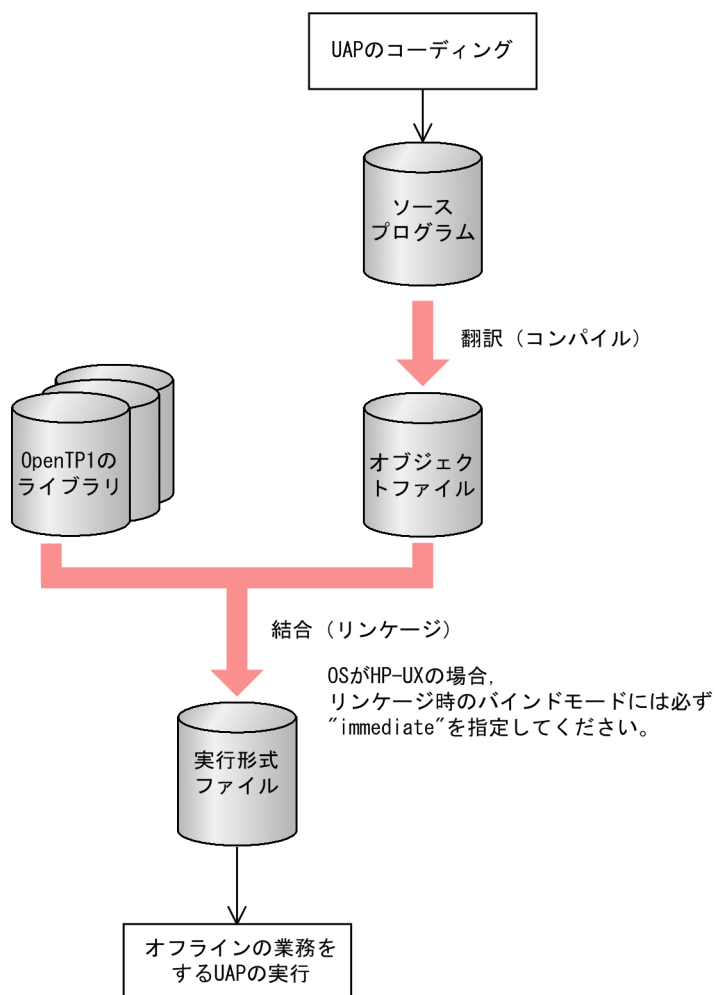 UAPのコーディング
ソース
プログラム
翻訳（コンパイル）
OpenTP1の
ライブラリ
オブジェク
トファイル
結合（リンケージ）
OSがHP-UXの場合,
リンケージ時のバインドモードには必ず
"immediate"を指定してください。
実行形式
ファイル
オフラインの業務を
するUAPの実行